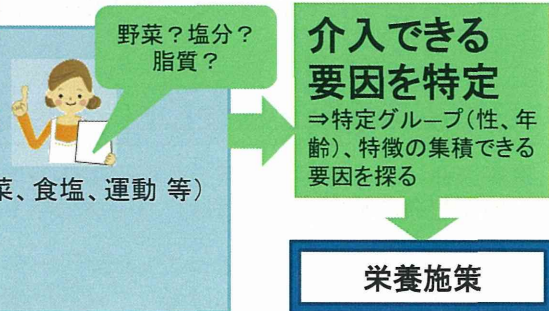 野菜？塩分？
脂質？
菜、食塩、運動 等）
介入できる
要因を特定
⇒特定グループ（性、年
齢）、特徴の集積できる
要因を探る
栄養施策